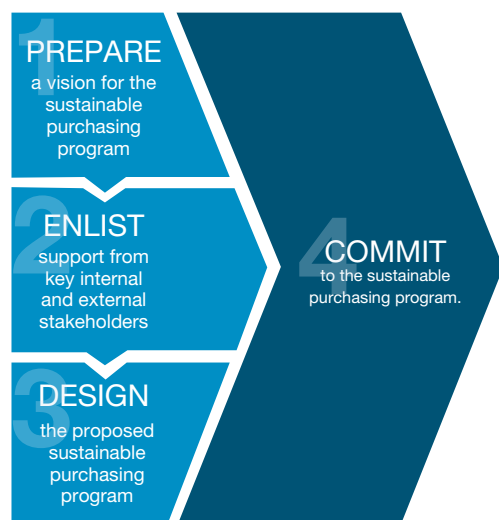 1
PREPARE
a vision for the
sustainable
purchasing
program
2
ENLIST
support from
key internal
and external
stakeholders
3
DESIGN
the proposed
sustainable
purchasing
program
4
COMMIT
to the sustainable
purchasing program.